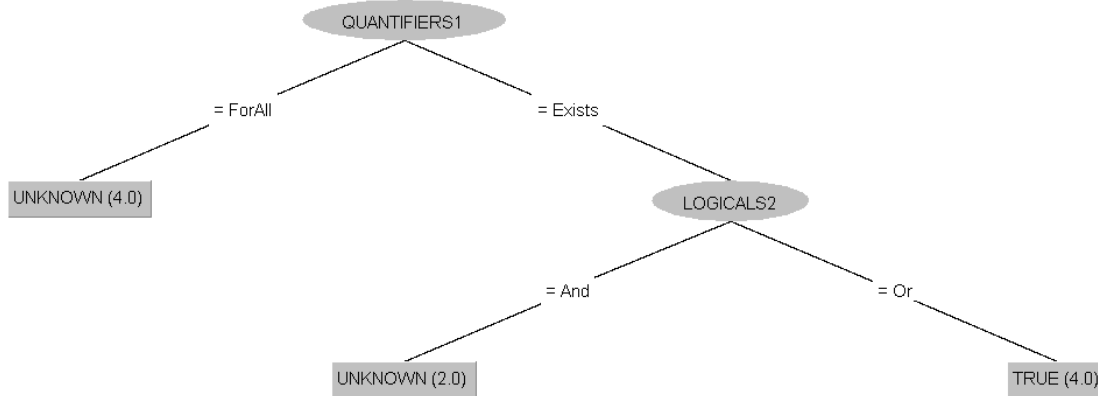 QUANTIFIERS1
= ForAll
= Exists
UNKNOWN (4.0)
LOGICALS2
= And
= Or
UNKNOWN (2.0)
TRUE (4.0)